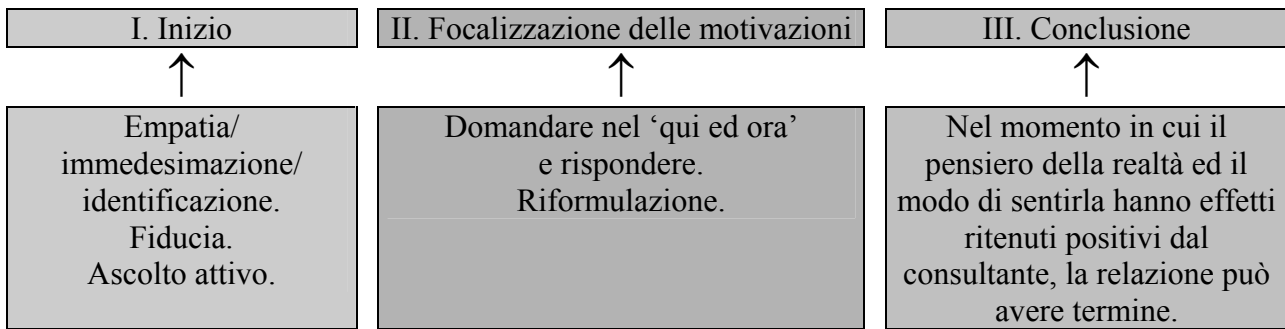 I. Inizio
II. Focalizzazione delle motivazioni
III. Conclusione
Empatia/
immedesimazione/
identificazione.
Fiducia.
Ascolto attivo.
Domandare nel ‘qui ed ora’
e rispondere.
Riformulazione.
Nel momento in cui il
pensiero della realtà ed il
modo di sentirla hanno effetti
ritenuti positivi dal
consultante, la relazione può
avere termine.